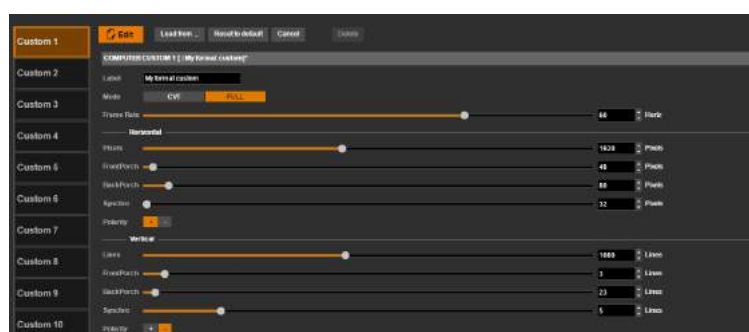 Custom 1
Custom 2
Custom 3
Custom 4
Custom 5
Custom 6
Custom 7
Custom 8
Custom 9
Custom 10
Edit Load from ... Reset to default Cancel Delete
COMPUTER CUSTOM 1 [ : My format custom]*
Label My format custom
Mode CVT FULL
Frame Rate 60 Hertz
Horizontal
Pixels Pixels
FrontPorch 48 Pixels
BackPorch 80 Pixels
Synchro 32 Pixels
Polarity + -
Vertical
Lines 1080 Lines
FrontPorch 3 Lines
BackPorch 23 Lines
Synchro 5 Lines
Polarity + -